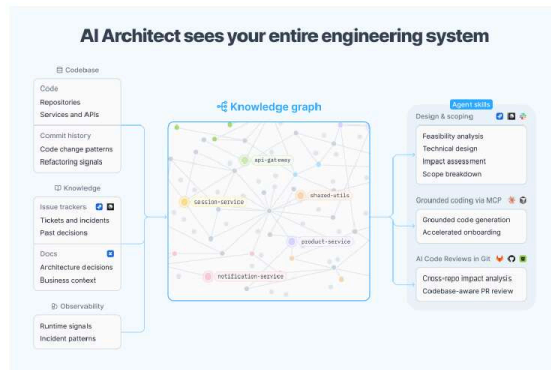 AI Architect sees your entire engineering system
Codebase
Code
Repositories
Services and APIs
Commit history
Code change patterns
Refactoring signals
Knowledge
Issue trackers
Tickets and incidents
Past decisions
Docs
Architecture decisions
Business context
Observability
Runtime signals
Incident patterns
Knowledge graph
api-gateway
shared-utils
session-service
product-service
notification-service
Agent skills
Design & scoping
Feasibility analysis
Technical design
Impact assessment
Scope breakdown
Grounded coding via MCP
Grounded code generation
Accelerated onboarding
AI Code Reviews in Git
Cross-repo impact analysis
Codebase-aware PR review